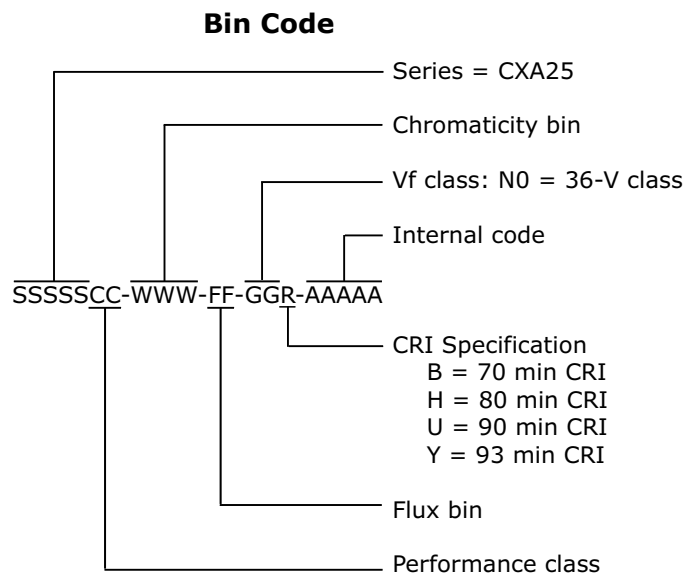 Bin Code
Series = CXA25
Chromaticity bin
Vf class: N0 = 36-V class
Internal code
SSSSSCC-WWW-FF-GGR-AAAAA
CRI Specification
B = 70 min CRI
H = 80 min CRI
U = 90 min CRI
Y = 93 min CRI
Flux bin
Performance class